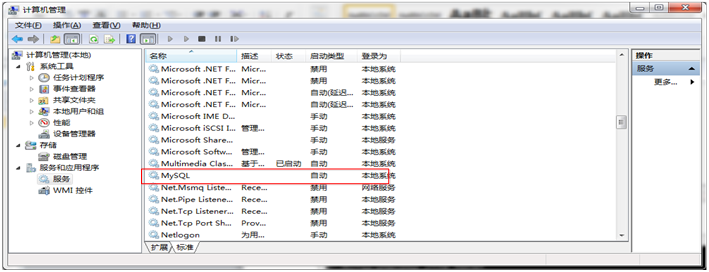 计算机管理
文件(F) 操作(A) 查看(V) 帮助(H)
计算机管理(本地)
系统工具
任务计划程序
事件查看器
共享文件夹
本地用户和组
性能
设备管理器
存储
磁盘管理
服务和应用程序
服务
WMI 控件
名称 描述 状态 启动类型 登录为
Microsoft .NET F... Micr... 禁用 本地系统
Microsoft .NET F... Micr... 禁用 本地系统
Microsoft .NET F... Micr... 自动(延迟... 本地系统
Microsoft .NET F... Micr... 自动(延迟... 本地系统
Microsoft IME D... 手动 本地系统
Microsoft iSCSI I... 管理... 手动 本地系统
Microsoft Share... 手动 本地服务
Microsoft Softw... 管理... 手动 本地系统
Multimedia Clas... 基于... 已启动 自动 本地系统
MySQL 自动 本地系统
Net.Msmq Liste... Rece... 禁用 网络服务
Net.Pipe Listene... Rece... 禁用 本地服务
Net.Tcp Listener... Rece... 禁用 本地服务
Net.Tcp Port Sh... Prov... 禁用 本地服务
Netlogon 为用... 手动 本地系统
扩展 标准
操作
服务
更多...